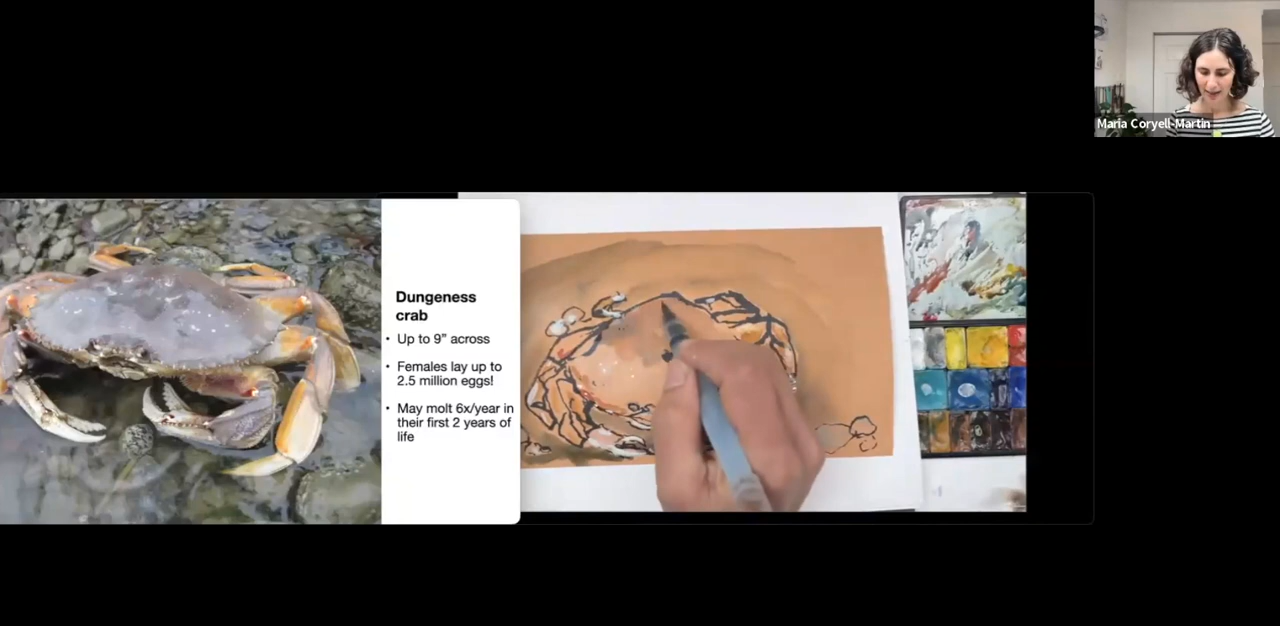 Maria Coryell-Martin
Dungeness
crab
• Up to 9” across
• Females lay up to
2.5 million eggs!
• May molt 6x/year in
their first 2 years of
life